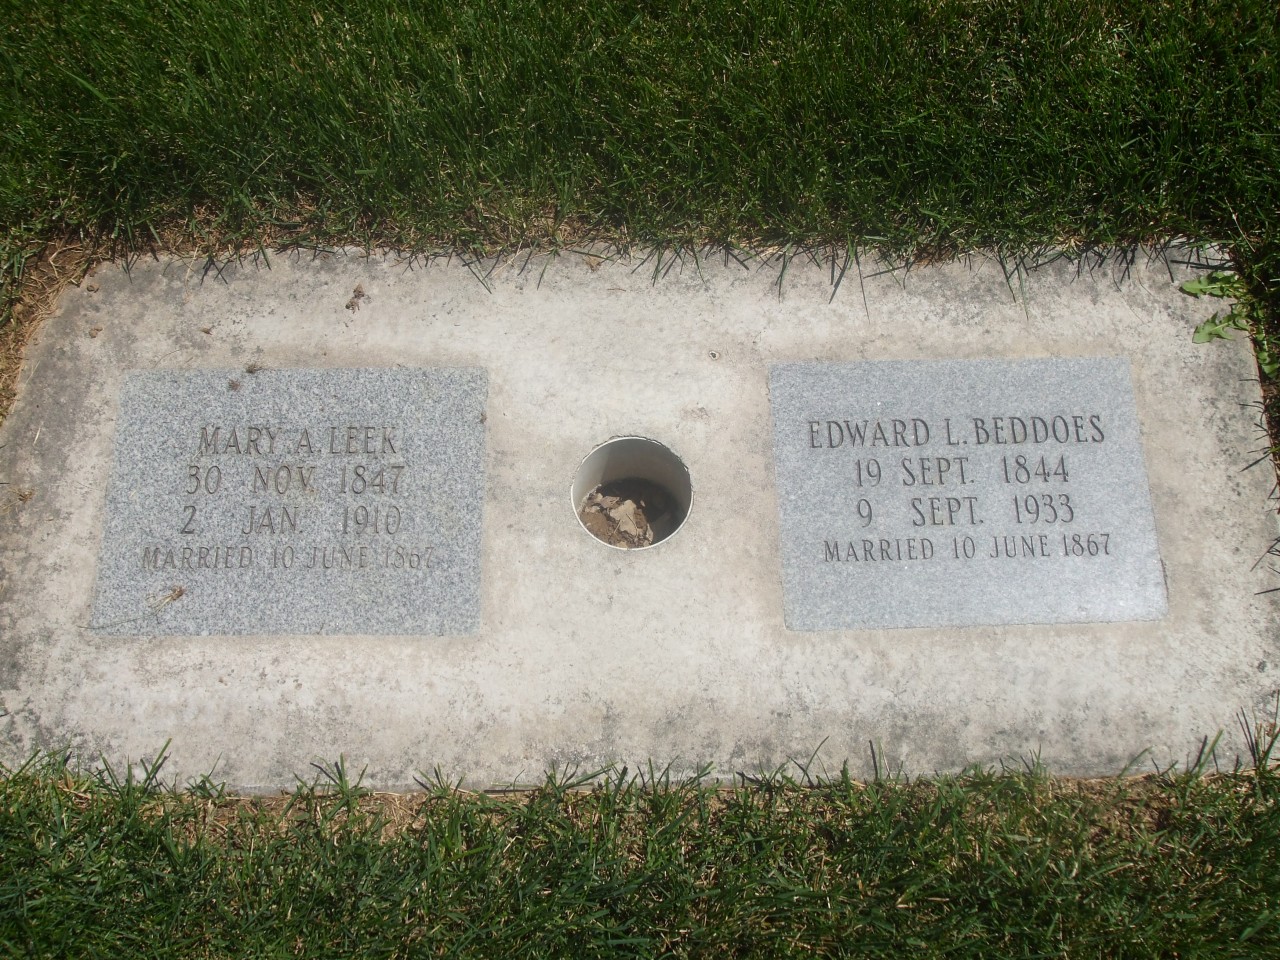 MARY A. LEEK
30 NOV. 1847
2 JAN. 1910
MARRIED 10 JUNE 1867
EDWARD L. BEDDOES
19 SEPT. 1844
9 SEPT. 1933
MARRIED 10 JUNE 1867